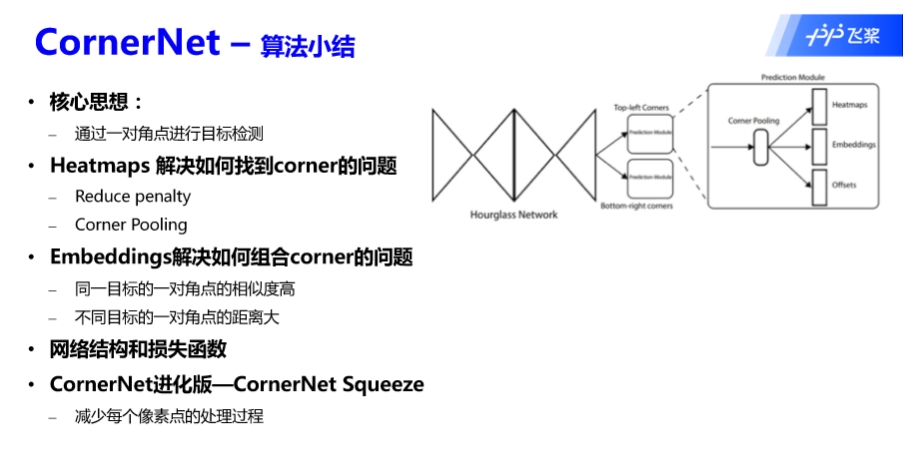 CornerNet – 算法小结
飞桨
• 核心思想：
– 通过一对角点进行目标检测
• Heatmaps 解决如何找到corner的问题
– Reduce penalty
– Corner Pooling
• Embeddings解决如何组合corner的问题
– 同一目标的一对角点的相似度高
– 不同目标的一对角点的距离大
• 网络结构和损失函数
• CornerNet进化版—CornerNet Squeeze
– 减少每个像素点的处理过程
Prediction Module
Top-left Corners
Prediction Module
Prediction Module
Bottom-right corners
Hourglass Network
Corner Pooling
Heatmaps
Embeddings
Offsets